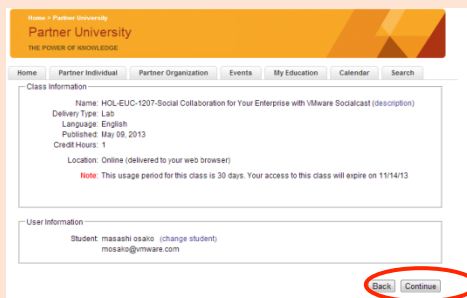 Home > Partner University
Partner University
THE POWER OF KNOWLEDGE
Home Partner Individual Partner Organization Events My Education Calendar Search
Class Information
Name: HOL-EUC-1207-Social Collaboration for Your Enterprise with VMware Socialcast (description)
Delivery Type: Lab
Language: English
Published: May 09, 2013
Credit Hours: 1
Location: Online (delivered to your web browser)
Note: This usage period for this class is 30 days. Your access to this class will expire on 11/14/13
User Information
Student: masashi osako (change student)
mosako@vmware.com
Back Continue